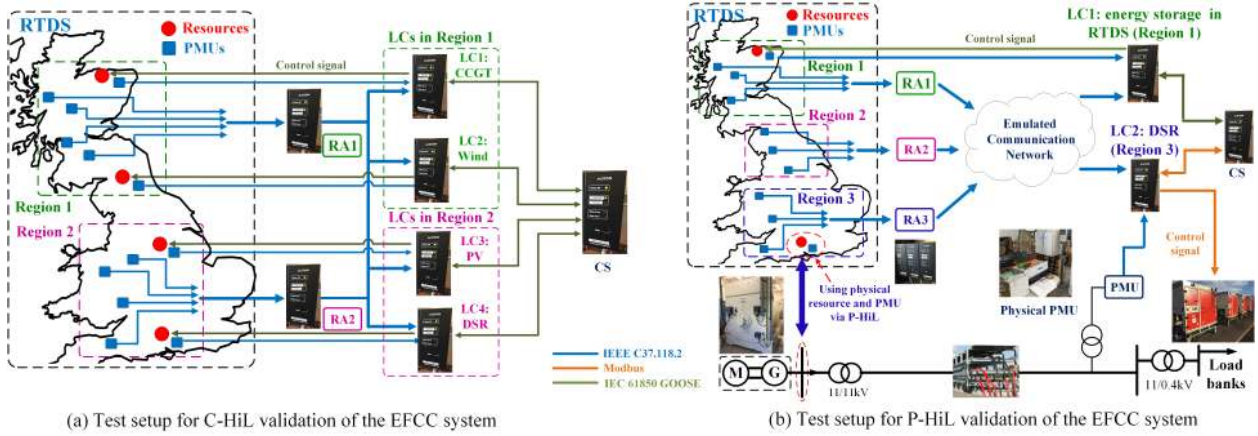 RTDS
Resources
PMUs
LCs in Region 1
LC1:
CCGT
Control signal
RA1
LC2:
Wind
Region 1
Region 2
LCs in Region 2
LC3:
PV
CS
RA2
LC4:
DSR
IEEE C37.118.2
Modbus
IEC 61850 GOOSE
(a) Test setup for C-HiL validation of the EFCC system
RTDS
Resources
PMUs
LC1: energy storage in
RTDS (Region 1)
Control signal
Region 1
RA1
Region 2
RA2
Emulated
Communication
Network
LC2: DSR
(Region 3)
CS
Region 3
RA3
Using physical
resource and PMU
via P-HiL
Physical PMU
PMU
Control
signal
M
G
11/11kV
11/0.4kV
Load
banks
(b) Test setup for P-HiL validation of the EFCC system